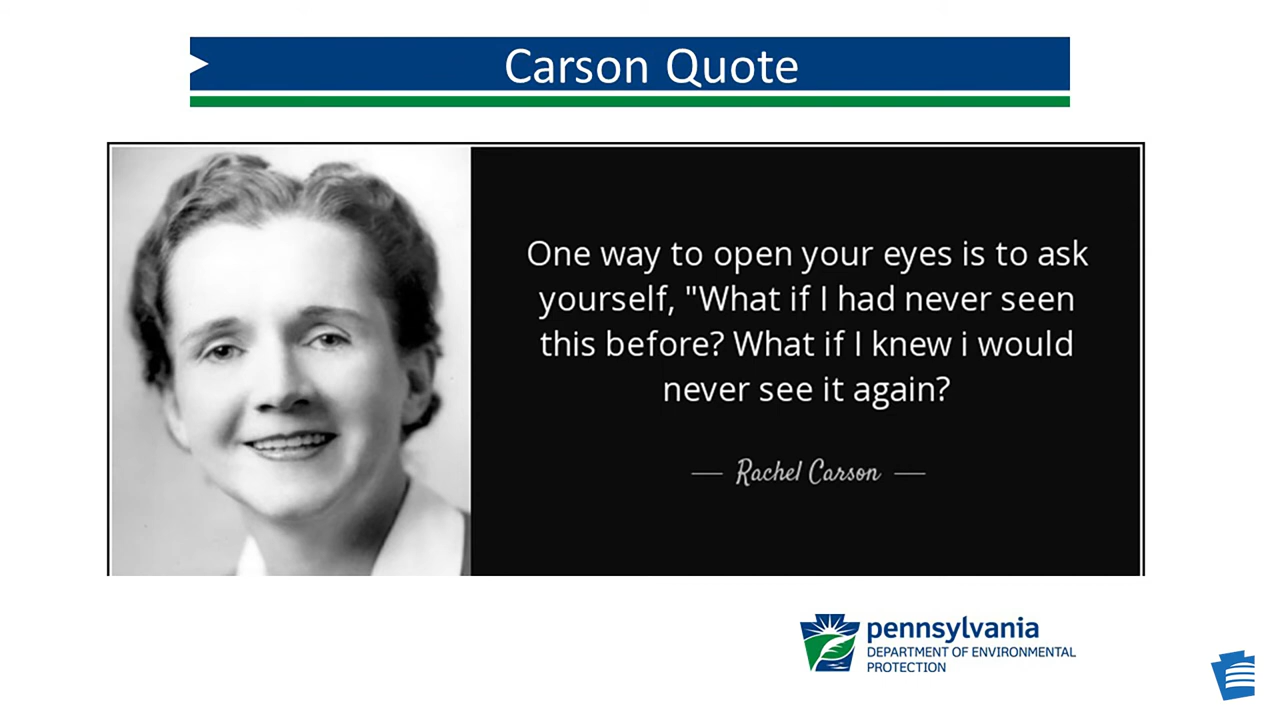 Carson Quote
One way to open your eyes is to ask
yourself, "What if I had never seen
this before? What if I knew i would
never see it again?
— Rachel Carson —
pennsylvania
DEPARTMENT OF ENVIRONMENTAL
PROTECTION